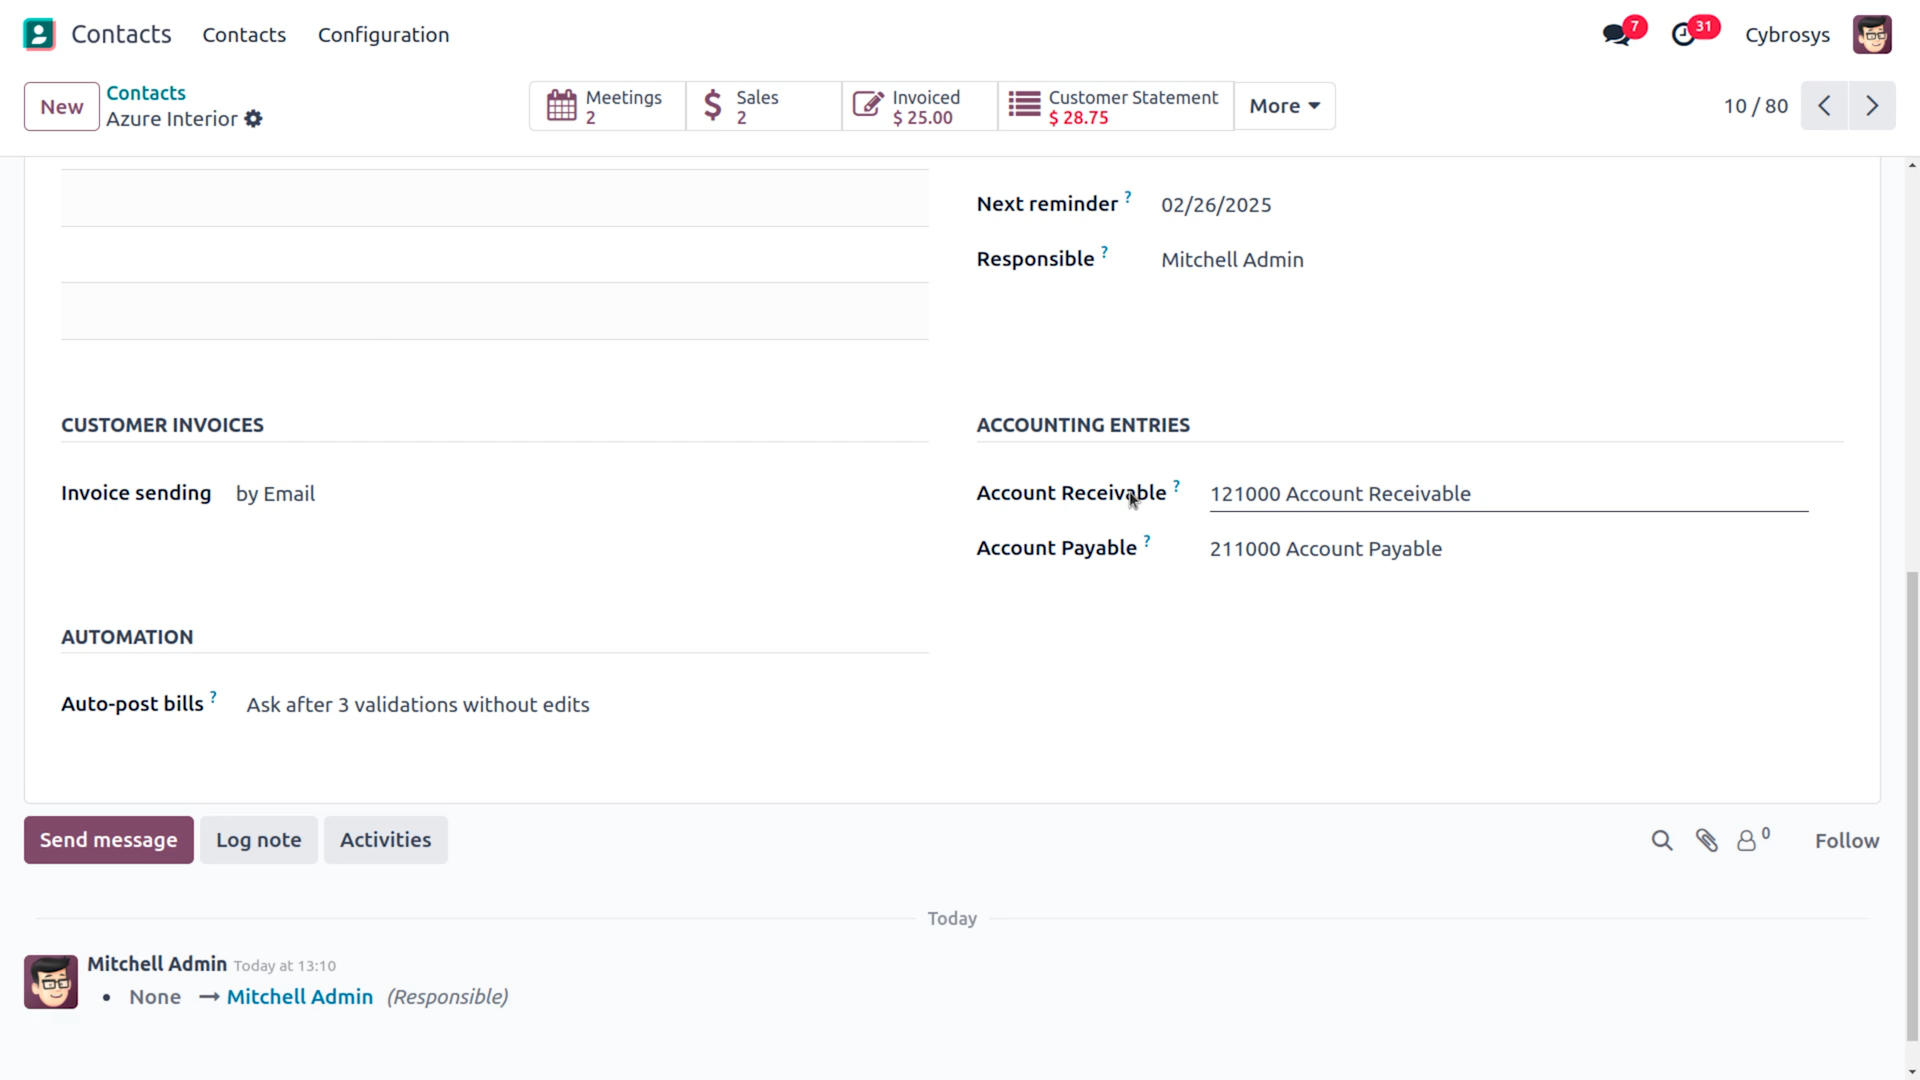 Contacts Contacts Configuration 7 31 Cybrosys
New Contacts
Azure Interior
Meetings
2
Sales
2
Invoiced
$ 25.00
Customer Statement
$ 28.75
More
10 / 80
Next reminder ? 02/26/2025
Responsible ? Mitchell Admin
CUSTOMER INVOICES
Invoice sending by Email
ACCOUNTING ENTRIES
Account Receivable ? 121000 Account Receivable
Account Payable ? 211000 Account Payable
AUTOMATION
Auto-post bills ? Ask after 3 validations without edits
Send message Log note Activities 0 Follow
Today
Mitchell Admin Today at 13:10
• None → Mitchell Admin (Responsible)